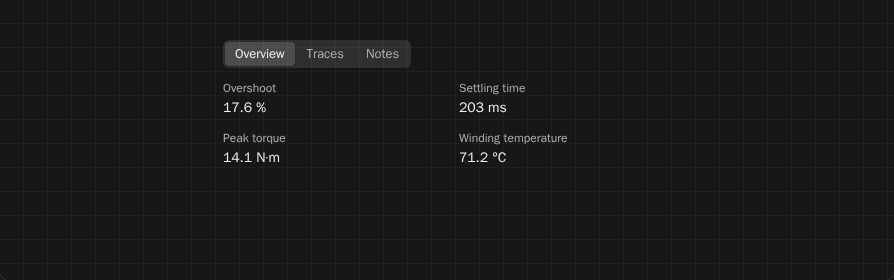 Overview Traces Notes
Overshoot Settling time
17.6 % 203 ms
Peak torque Winding temperature
14.1 N·m 71.2 °C